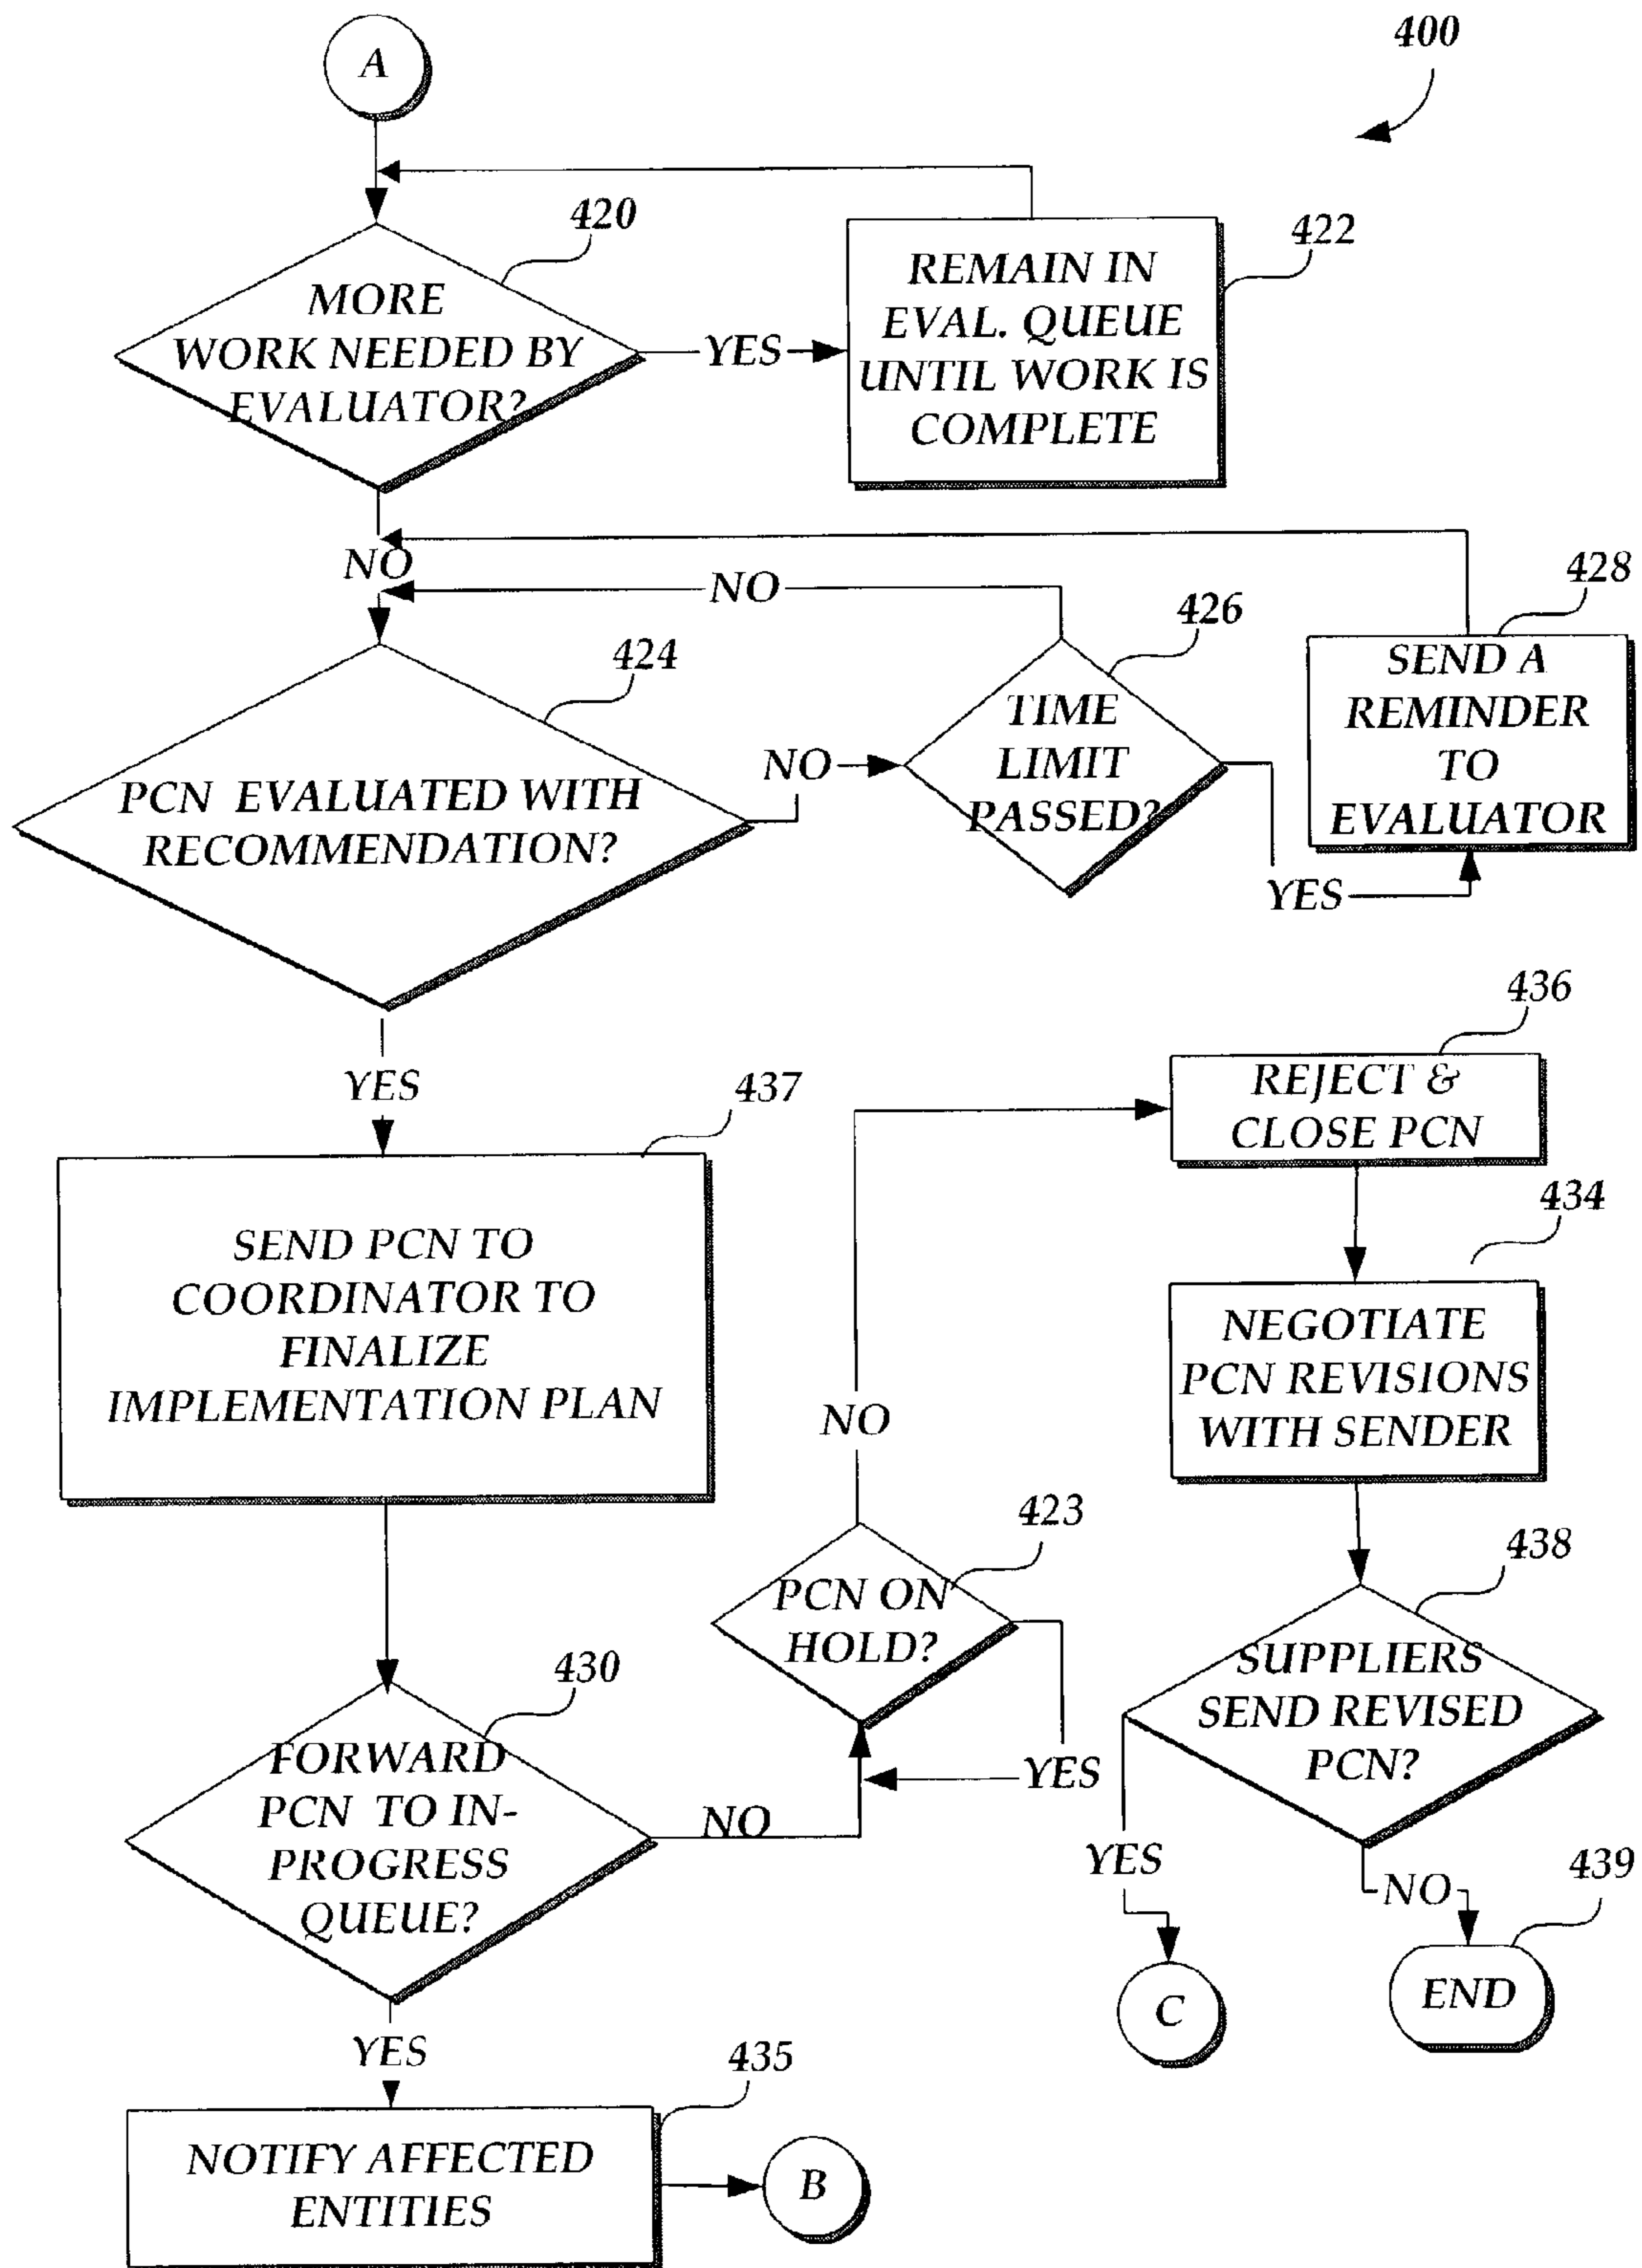 A
400
420
MORE
WORK NEEDED BY
EVALUATOR?
YES
422
REMAIN IN
EVAL. QUEUE
UNTIL WORK IS
COMPLETE
NO
NO
424
PCN EVALUATED WITH
RECOMMENDATION?
NO
426
TIME
LIMIT
PASSED?
YES
428
SEND A
REMINDER
TO
EVALUATOR
YES
437
SEND PCN TO
COORDINATOR TO
FINALIZE
IMPLEMENTATION PLAN
430
FORWARD
PCN TO IN-
PROGRESS
QUEUE?
NO
423
PCN ON
HOLD?
YES
NO
436
REJECT &
CLOSE PCN
434
NEGOTIATE
PCN REVISIONS
WITH SENDER
438
SUPPLIERS
SEND REVISED
PCN?
YES
C
NO
439
END
YES
435
NOTIFY AFFECTED
ENTITIES
B